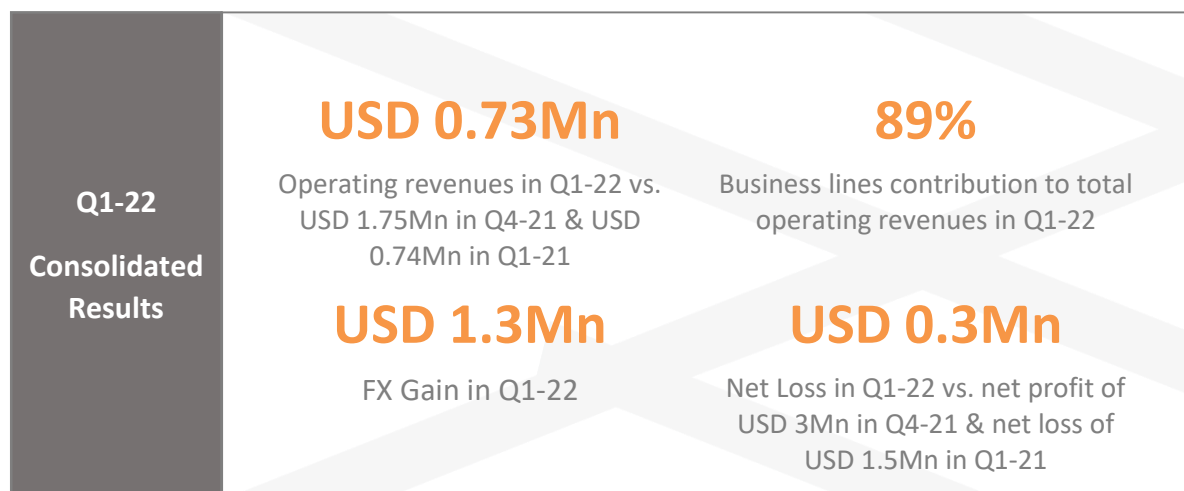 Q1-22
Consolidated
Results
USD 0.73Mn
Operating revenues in Q1-22 vs.
USD 1.75Mn in Q4-21 & USD
0.74Mn in Q1-21
89%
Business lines contribution to total
operating revenues in Q1-22
USD 1.3Mn
FX Gain in Q1-22
USD 0.3Mn
Net Loss in Q1-22 vs. net profit of
USD 3Mn in Q4-21 & net loss of
USD 1.5Mn in Q1-21